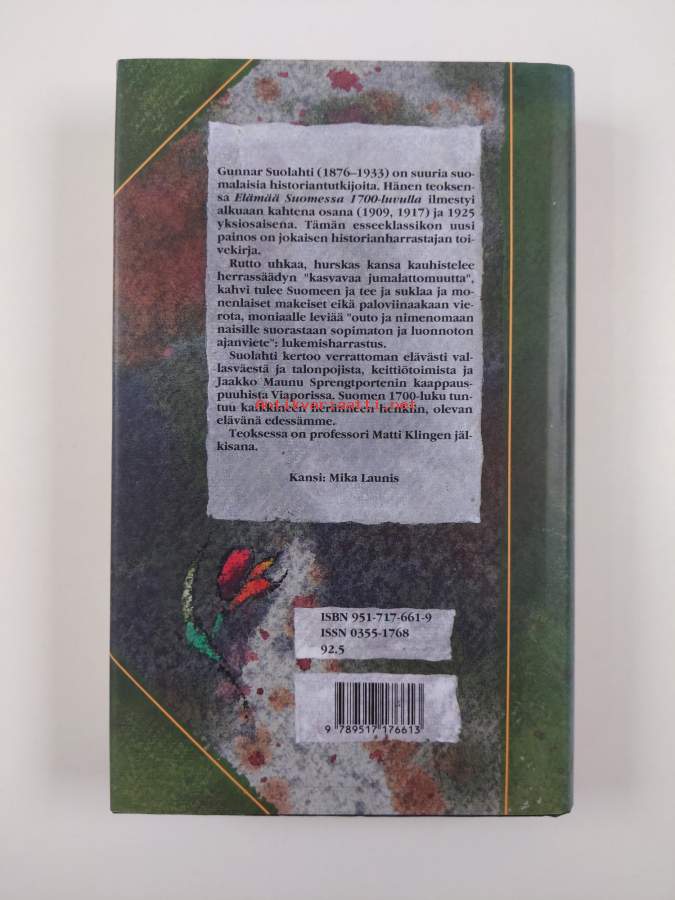 Gunnar Suolahti (1876–1933) on suuria suo-
malaisia historiantutkijoita. Hänen teoksen-
sa Elämää Suomessa 1700-luvulla ilmestyi
alkuaan kahtena osana (1909, 1917) ja 1925
yksiosaisena. Tämän esseeklassikon uusi
painos on jokaisen historianharrastajan toi-
vekirja.
Rutto uhkaa, hurskas kansa kauhistelee
herrassäädyn "kasvavaa jumalattomuutta",
kahvi tulee Suomeen ja tee ja suklaa ja mo-
nenlaiset makeiset eikä paloviinaakaan vie-
rota, moniaalle leviää "outo ja nimenomaan
naisille suorastaan sopimaton ja luonnoton
ajanviete": lukemisharrastus.
Suolahti kertoo verrattoman elävästi val-
lasväestä ja talonpojista, keittiötoimista ja
Jaakko Maunu Sprengtportenin kaappaus-
puuhista Viaporissa. Suomen 1700-luku tun-
Antikvariaatti.net
tuu kaikkineen heränneen henkiin, olevan
elävänä edessämme.
Teoksessa on professori Matti Klingen jäl-
kisana.
Kansi: Mika Launis
ISBN 951-717-661-9
ISSN 0355-1768
92.5
9 789517 176613